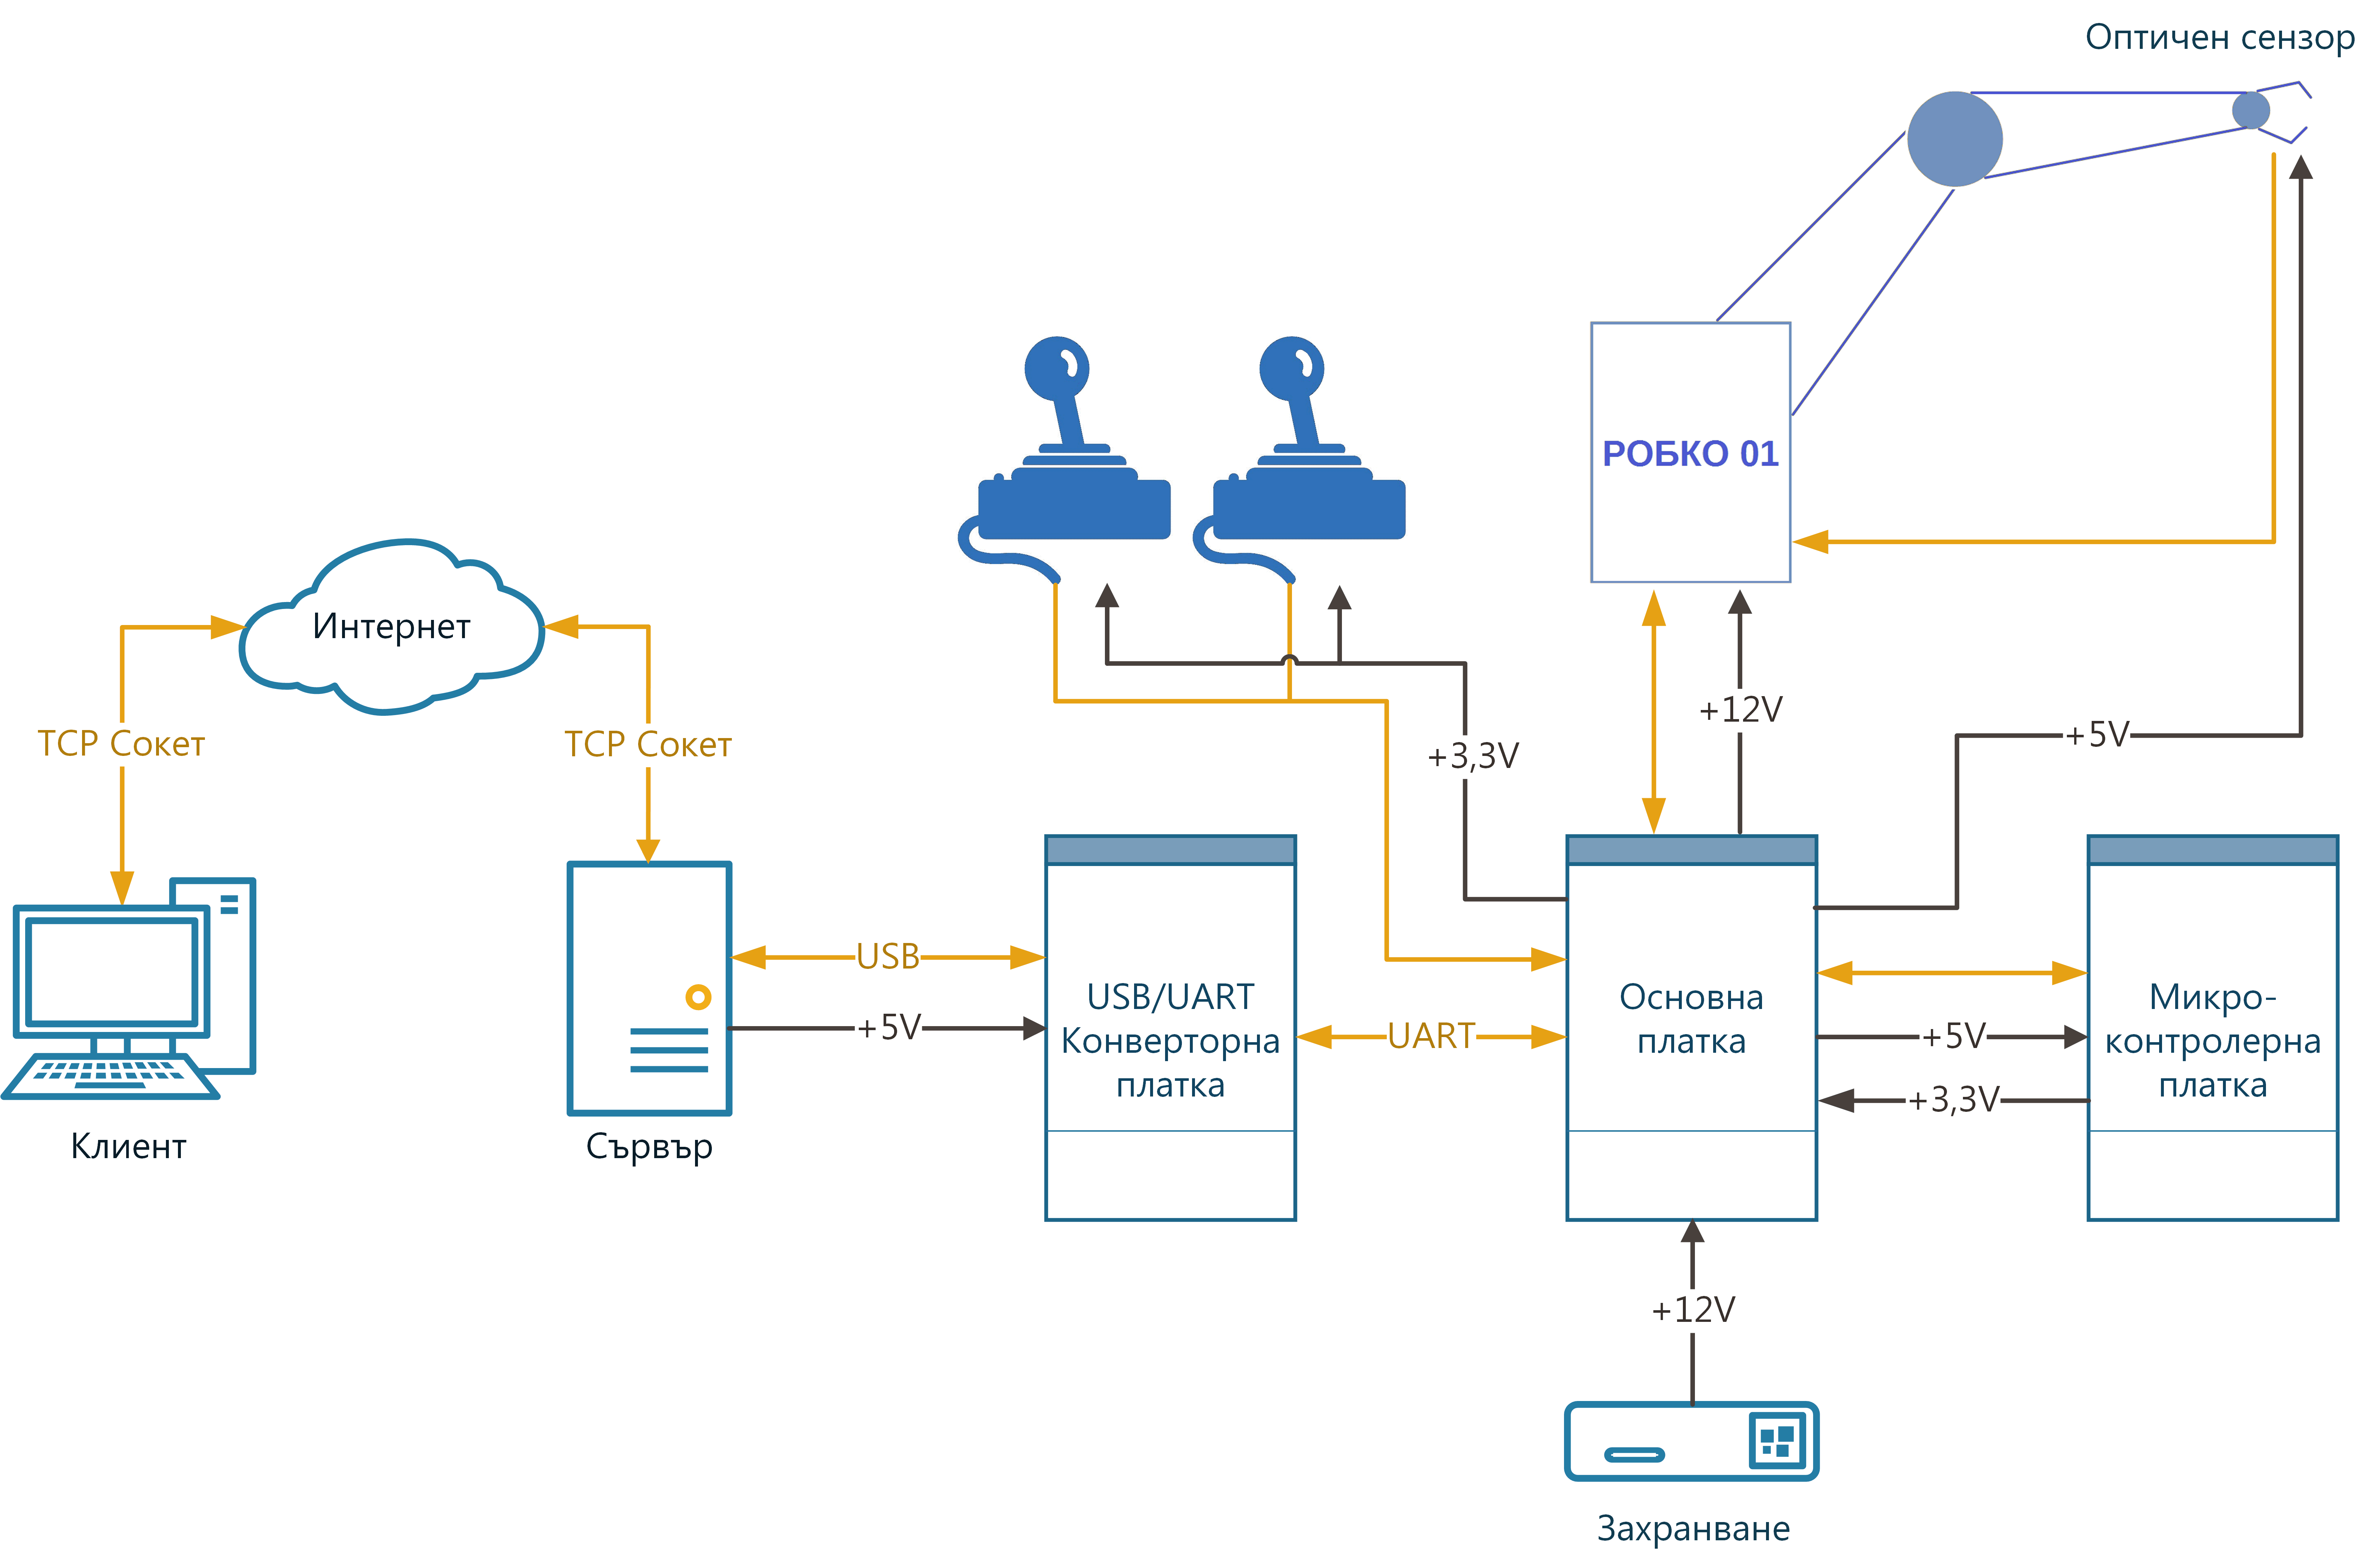 Оптичен сензор
РОБКО 01
Интернет
TCP Сокет
TCP Сокет
+12V
+3,3V
+5V
USB
+5V
USB/UART
Конверторна
платка
UART
Основна
платка
+5V
+3,3V
Микро-
контролерна
платка
Клиент
Сървър
+12V
Захранване